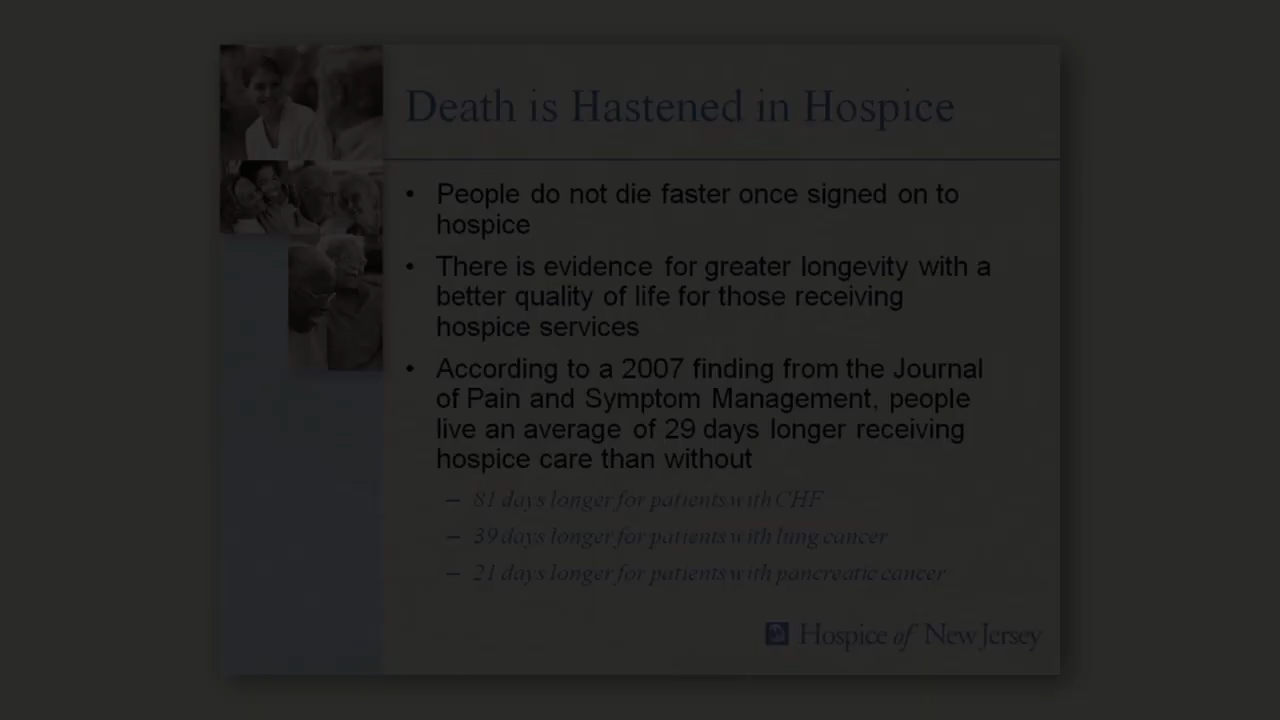 Death is Hastened in Hospice
• People do not die faster once signed on to
hospice
• There is evidence for greater longevity with a
better quality of life for those receiving
hospice services
• According to a 2007 finding from the Journal
of Pain and Symptom Management, people
live an average of 29 days longer receiving
hospice care than without
– 81 days longer for patients with CHF
– 39 days longer for patients with lung cancer
– 21 days longer for patients with pancreatic cancer
Hospice of New Jersey